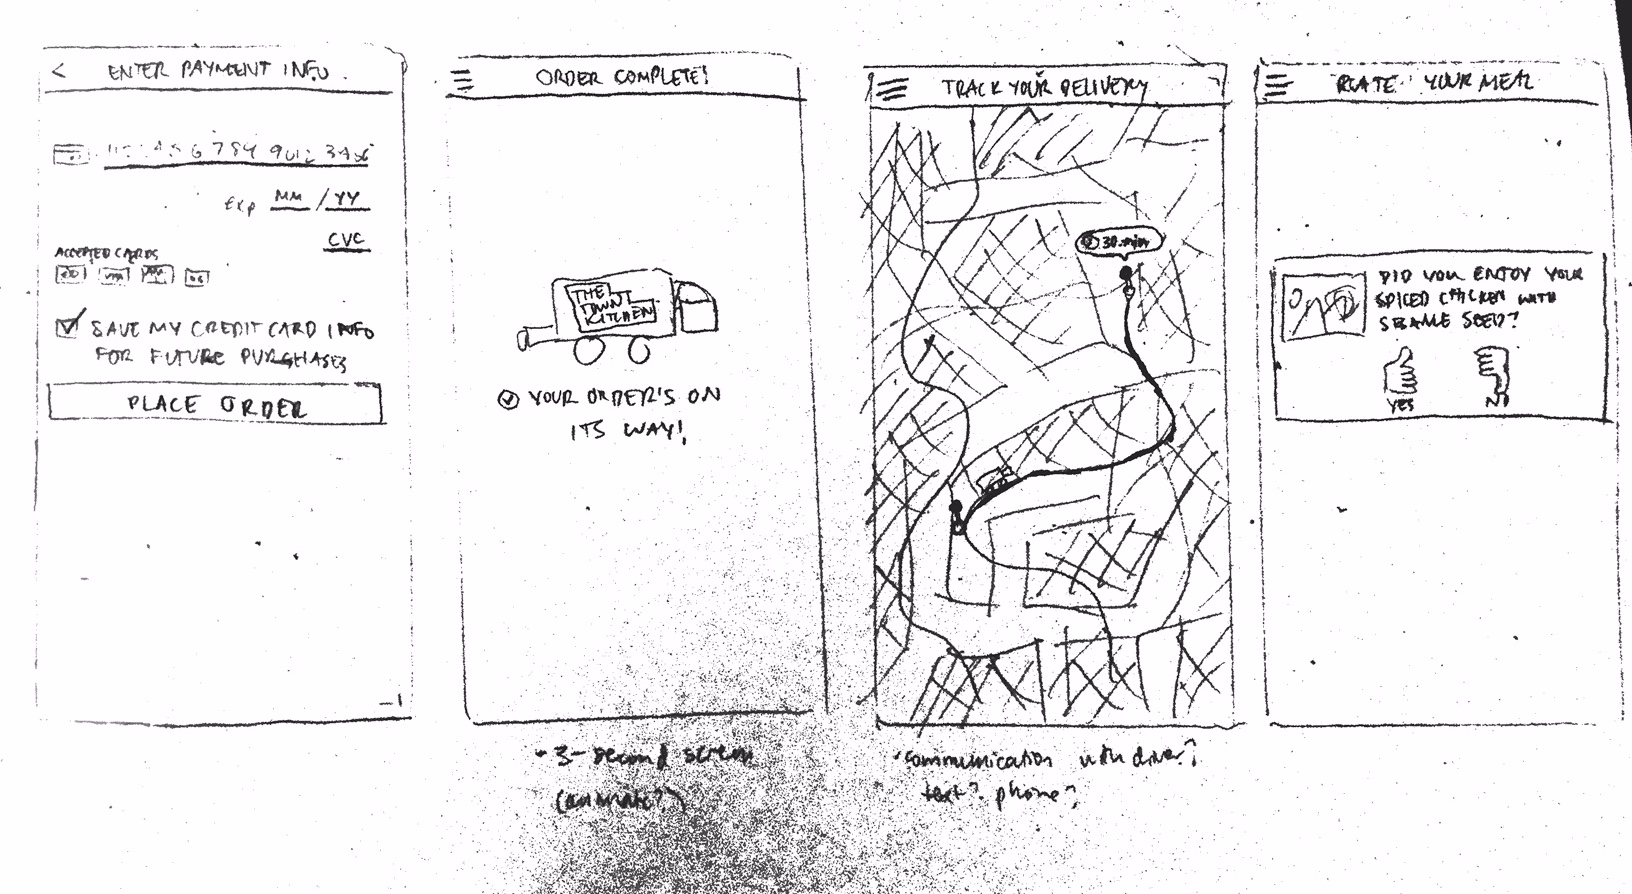 < ENTER PAYMENT INFO
6 789 9012 3456
EXP MM / YY
CVC
ACCEPTED CARDS
SAVE MY CREDIT CARD INFO
FOR FUTURE PURCHASES
PLACE ORDER
ORDER COMPLETE!
THE
TOWN
KITCHEN
YOUR ORDER'S ON
ITS WAY!
- 3-second screen
(animate?)
TRACK YOUR DELIVERY
30 min
communication with driver?
text? phone?
RATE YOUR MEAL
DID YOU ENJOY YOUR
SPICED CHICKEN WITH
SESAME SEED?
YES
NO